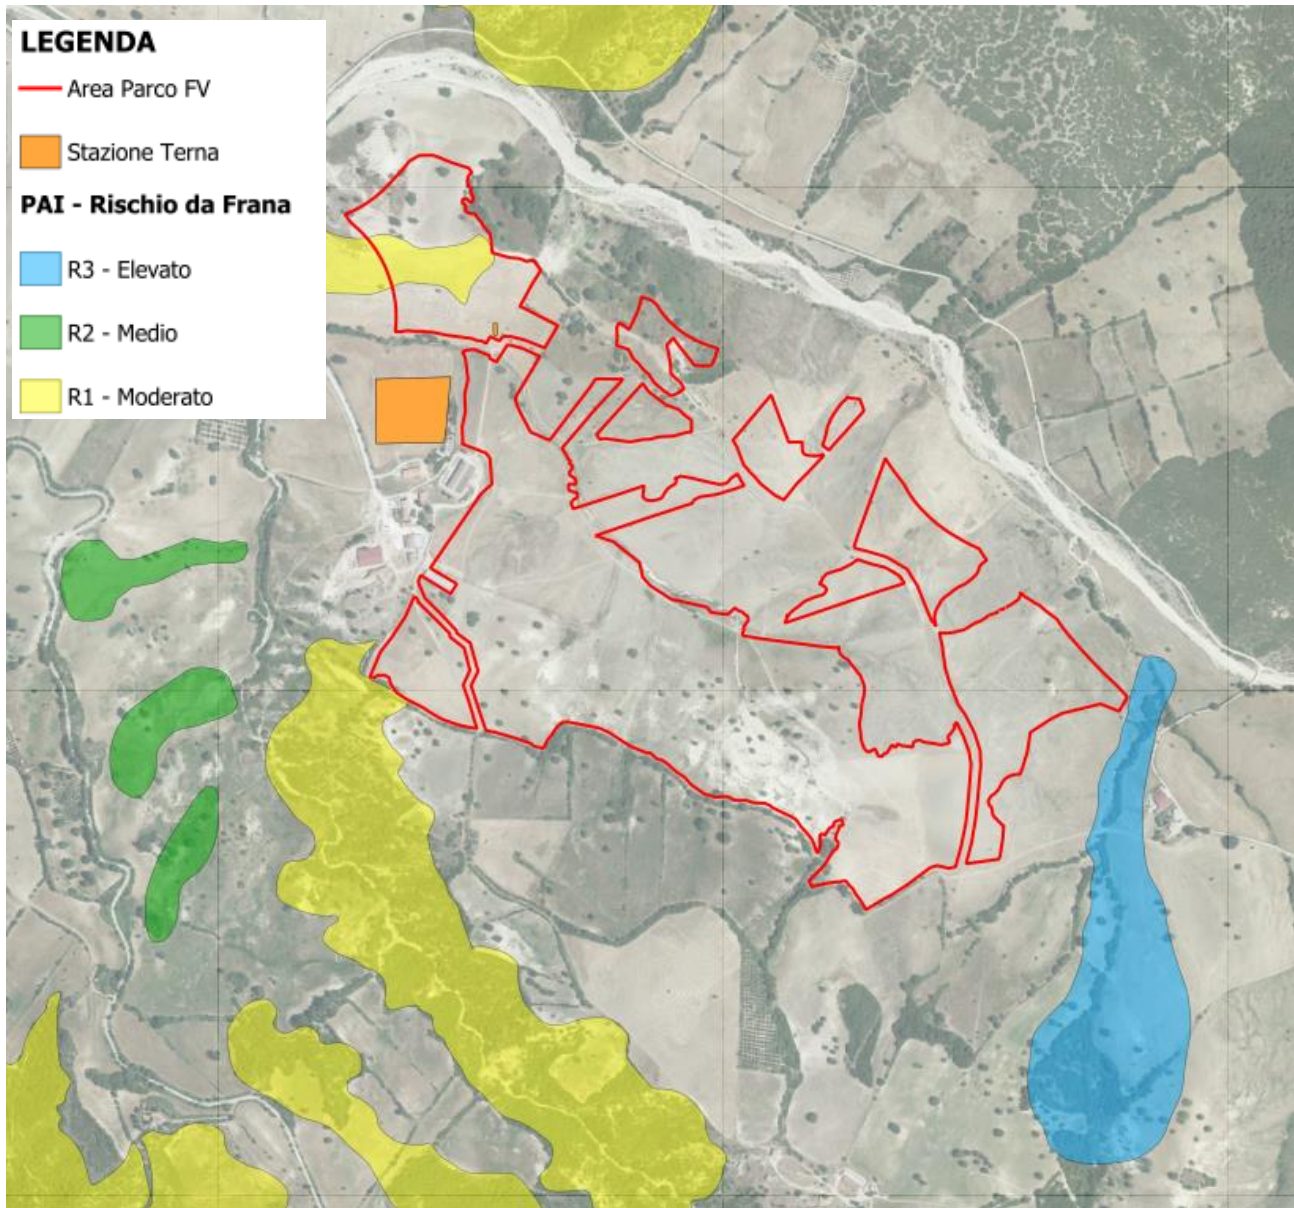 LEGENDA
Area Parco FV
Stazione Terna
PAI - Rischio da Frana
R3 - Elevato
R2 - Medio
R1 - Moderato